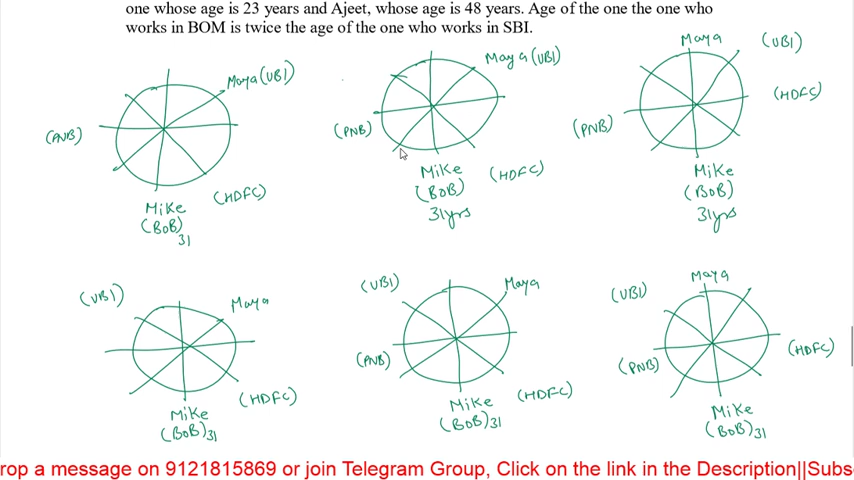 one whose age is 23 years and Ajeet, whose age is 48 years. Age of the one the one who
works in BOM is twice the age of the one who works in SBI.
Maya (UBI)
(PNB)
Mike (HDFC)
(BOB)
31
Maya (UBI)
(PNB)
Mike (HDFC)
(BOB)
31yrs
Maya (UBI)
(HDFC)
(PNB)
Mike
(BOB)
31yrs
(UBI) Maya
(HDFC)
Mike
(BOB)31
(UBI) Maya
(PNB)
Mike (HDFC)
(BOB)31
Maya
(UBI)
(HDFC)
(PNB)
Mike
(BOB)31
rop a message on 9121815869 or join Telegram Group, Click on the link in the Description||Subs